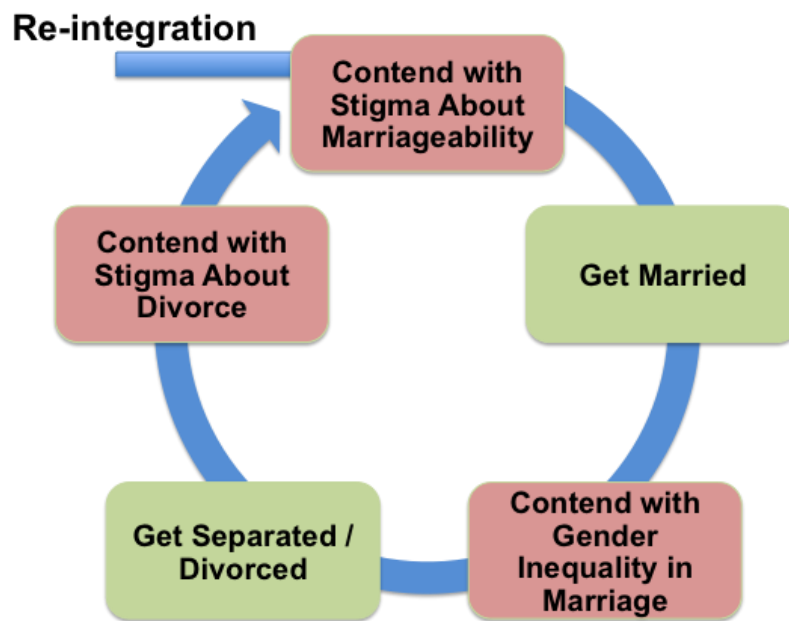 Re-integration
Contend with
Stigma About
Marriageability
Get Married
Contend with
Gender
Inequality in
Marriage
Get Separated /
Divorced
Contend with
Stigma About
Divorce